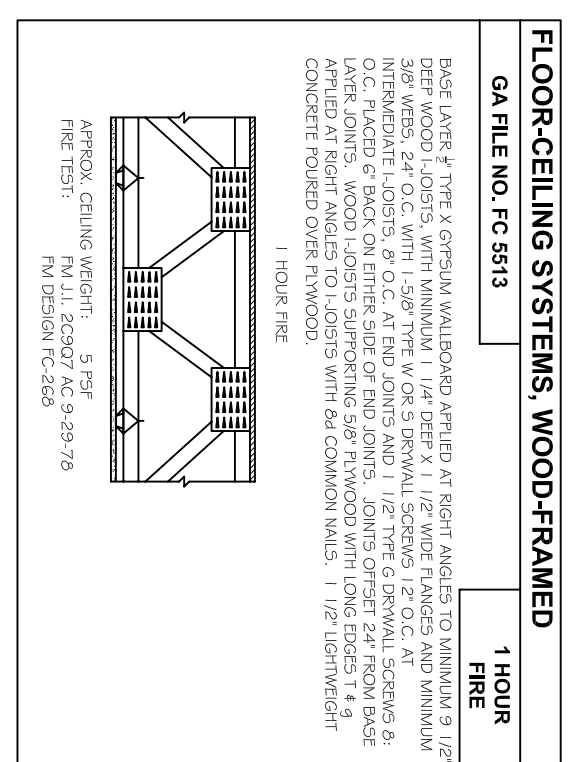 FLOOR-CEILING SYSTEMS, WOOD-FRAMED
GA FILE NO. FC 5513
1 HOUR
FIRE
BASE LAYER 1/2" TYPE X GYPSUM WALLBOARD APPLIED AT RIGHT ANGLES TO MINIMUM 9 1/2"
DEEP WOOD I-JOISTS, WITH MINIMUM 1 1/4" DEEP X 1 1/2" WIDE FLANGES AND MINIMUM
3/8" WEBS, 24" O.C. WITH 1-5/8" TYPE W OR S DRYWALL SCREWS 12" O.C. AT
INTERMEDIATE I-JOISTS, 8" O.C. AT END JOINTS AND 1 1/2" TYPE G DRYWALL SCREWS 8:
O.C. PLACED 6" BACK ON EITHER SIDE OF END JOINTS. JOINTS OFFSET 24" FROM BASE
LAYER JOINTS. WOOD I-JOISTS SUPPORTING 5/8" PLYWOOD WITH LONG EDGES T & g
APPLIED AT RIGHT ANGLES TO I-JOISTS WITH 8d COMMON NAILS. 1 1/2" LIGHTWEIGHT
CONCRETE POURED OVER PLYWOOD.
1 HOUR FIRE
APPROX. CEILING WEIGHT: 5 PSF
FIRE TEST: FM J.I. 2C9Q7 AC 9-29-78
FM DESIGN FC-268